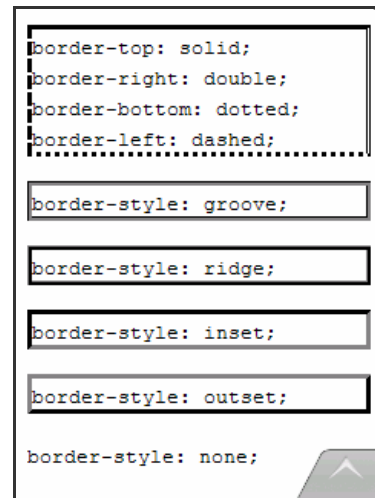 border-top: solid;
border-right: double;
border-bottom: dotted;
border-left: dashed;
border-style: groove;
border-style: ridge;
border-style: inset;
border-style: outset;
border-style: none;